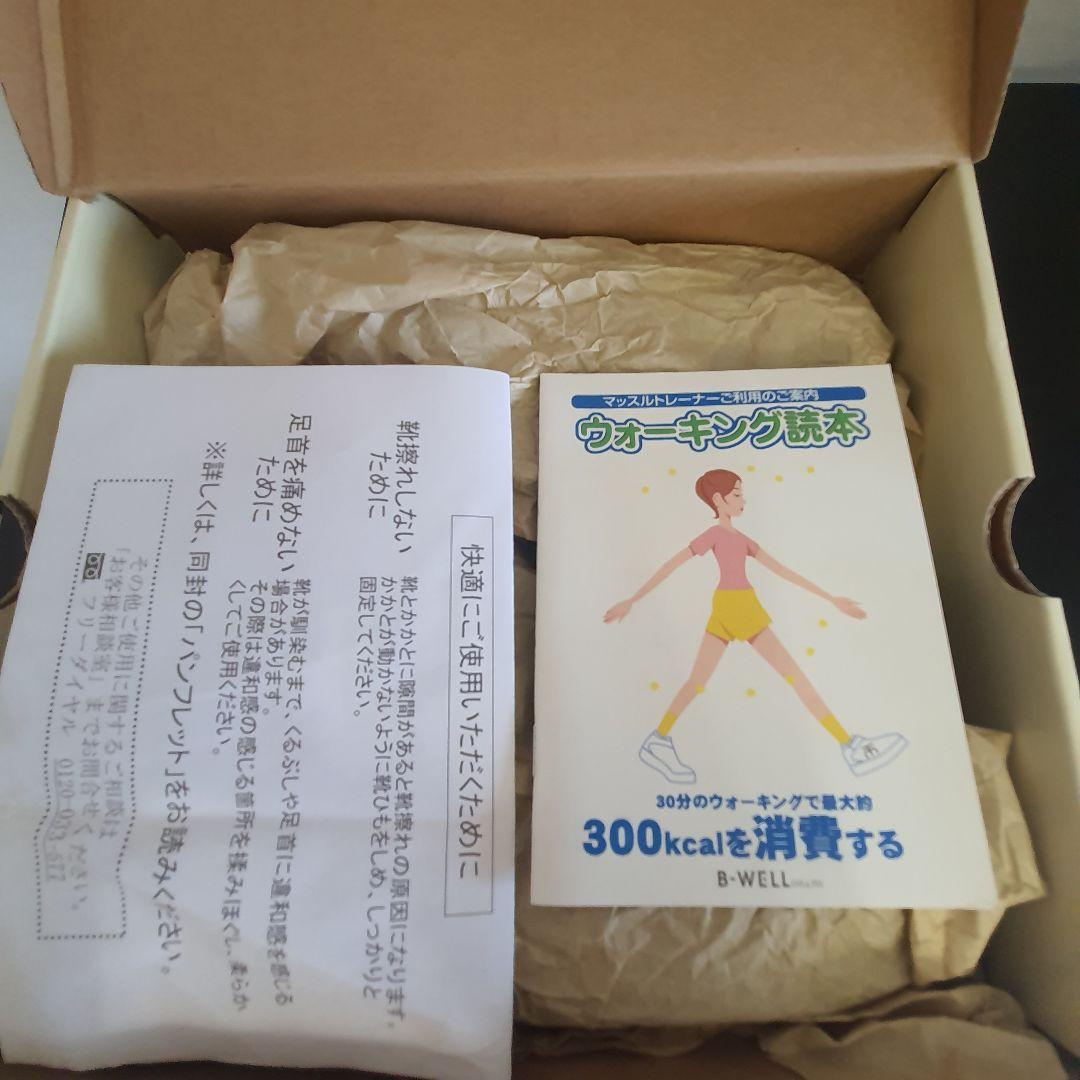 快適にご使用いただくために
靴擦れしない
ために
靴とかかとに隙間があると靴擦れの原因になります。
かかとが動かないように靴ひもをしめ、しっかりと
固定してください。
足首を痛めない
ために
靴が馴染むまで、くるぶしや足首に違和感を感じる
場合があります。
その際は違和感の感じる箇所を揉みほぐし、柔らか
くしてご使用ください。
※詳しくは、同封の「パンフレット」をお読みください。
その他ご使用に関するご相談は
「お客様相談室」までお問合せください。
フリーダイヤル
マッスルトレーナーご利用のご案内
ウォーキング読本
30分のウォーキングで最大約
300kcalを消費する
B-WELL